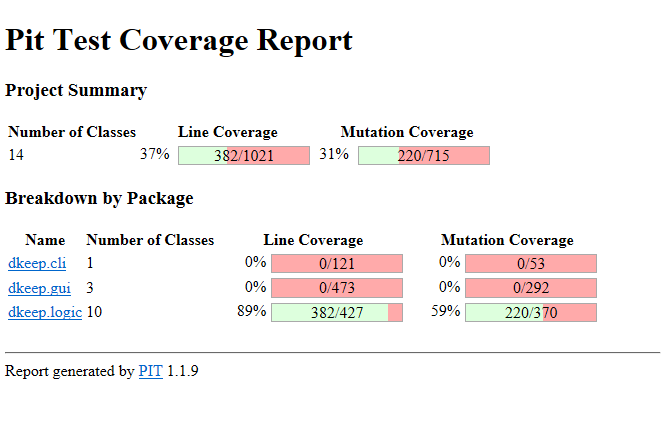 Pit Test Coverage Report
Project Summary
Number of Classes Line Coverage Mutation Coverage
14 37% 382/1021 31% 220/715
Breakdown by Package
Name Number of Classes Line Coverage Mutation Coverage
dkeep.cli 1 0% 0/121 0% 0/53
dkeep.gui 3 0% 0/473 0% 0/292
dkeep.logic 10 89% 382/427 59% 220/370
Report generated by PIT 1.1.9